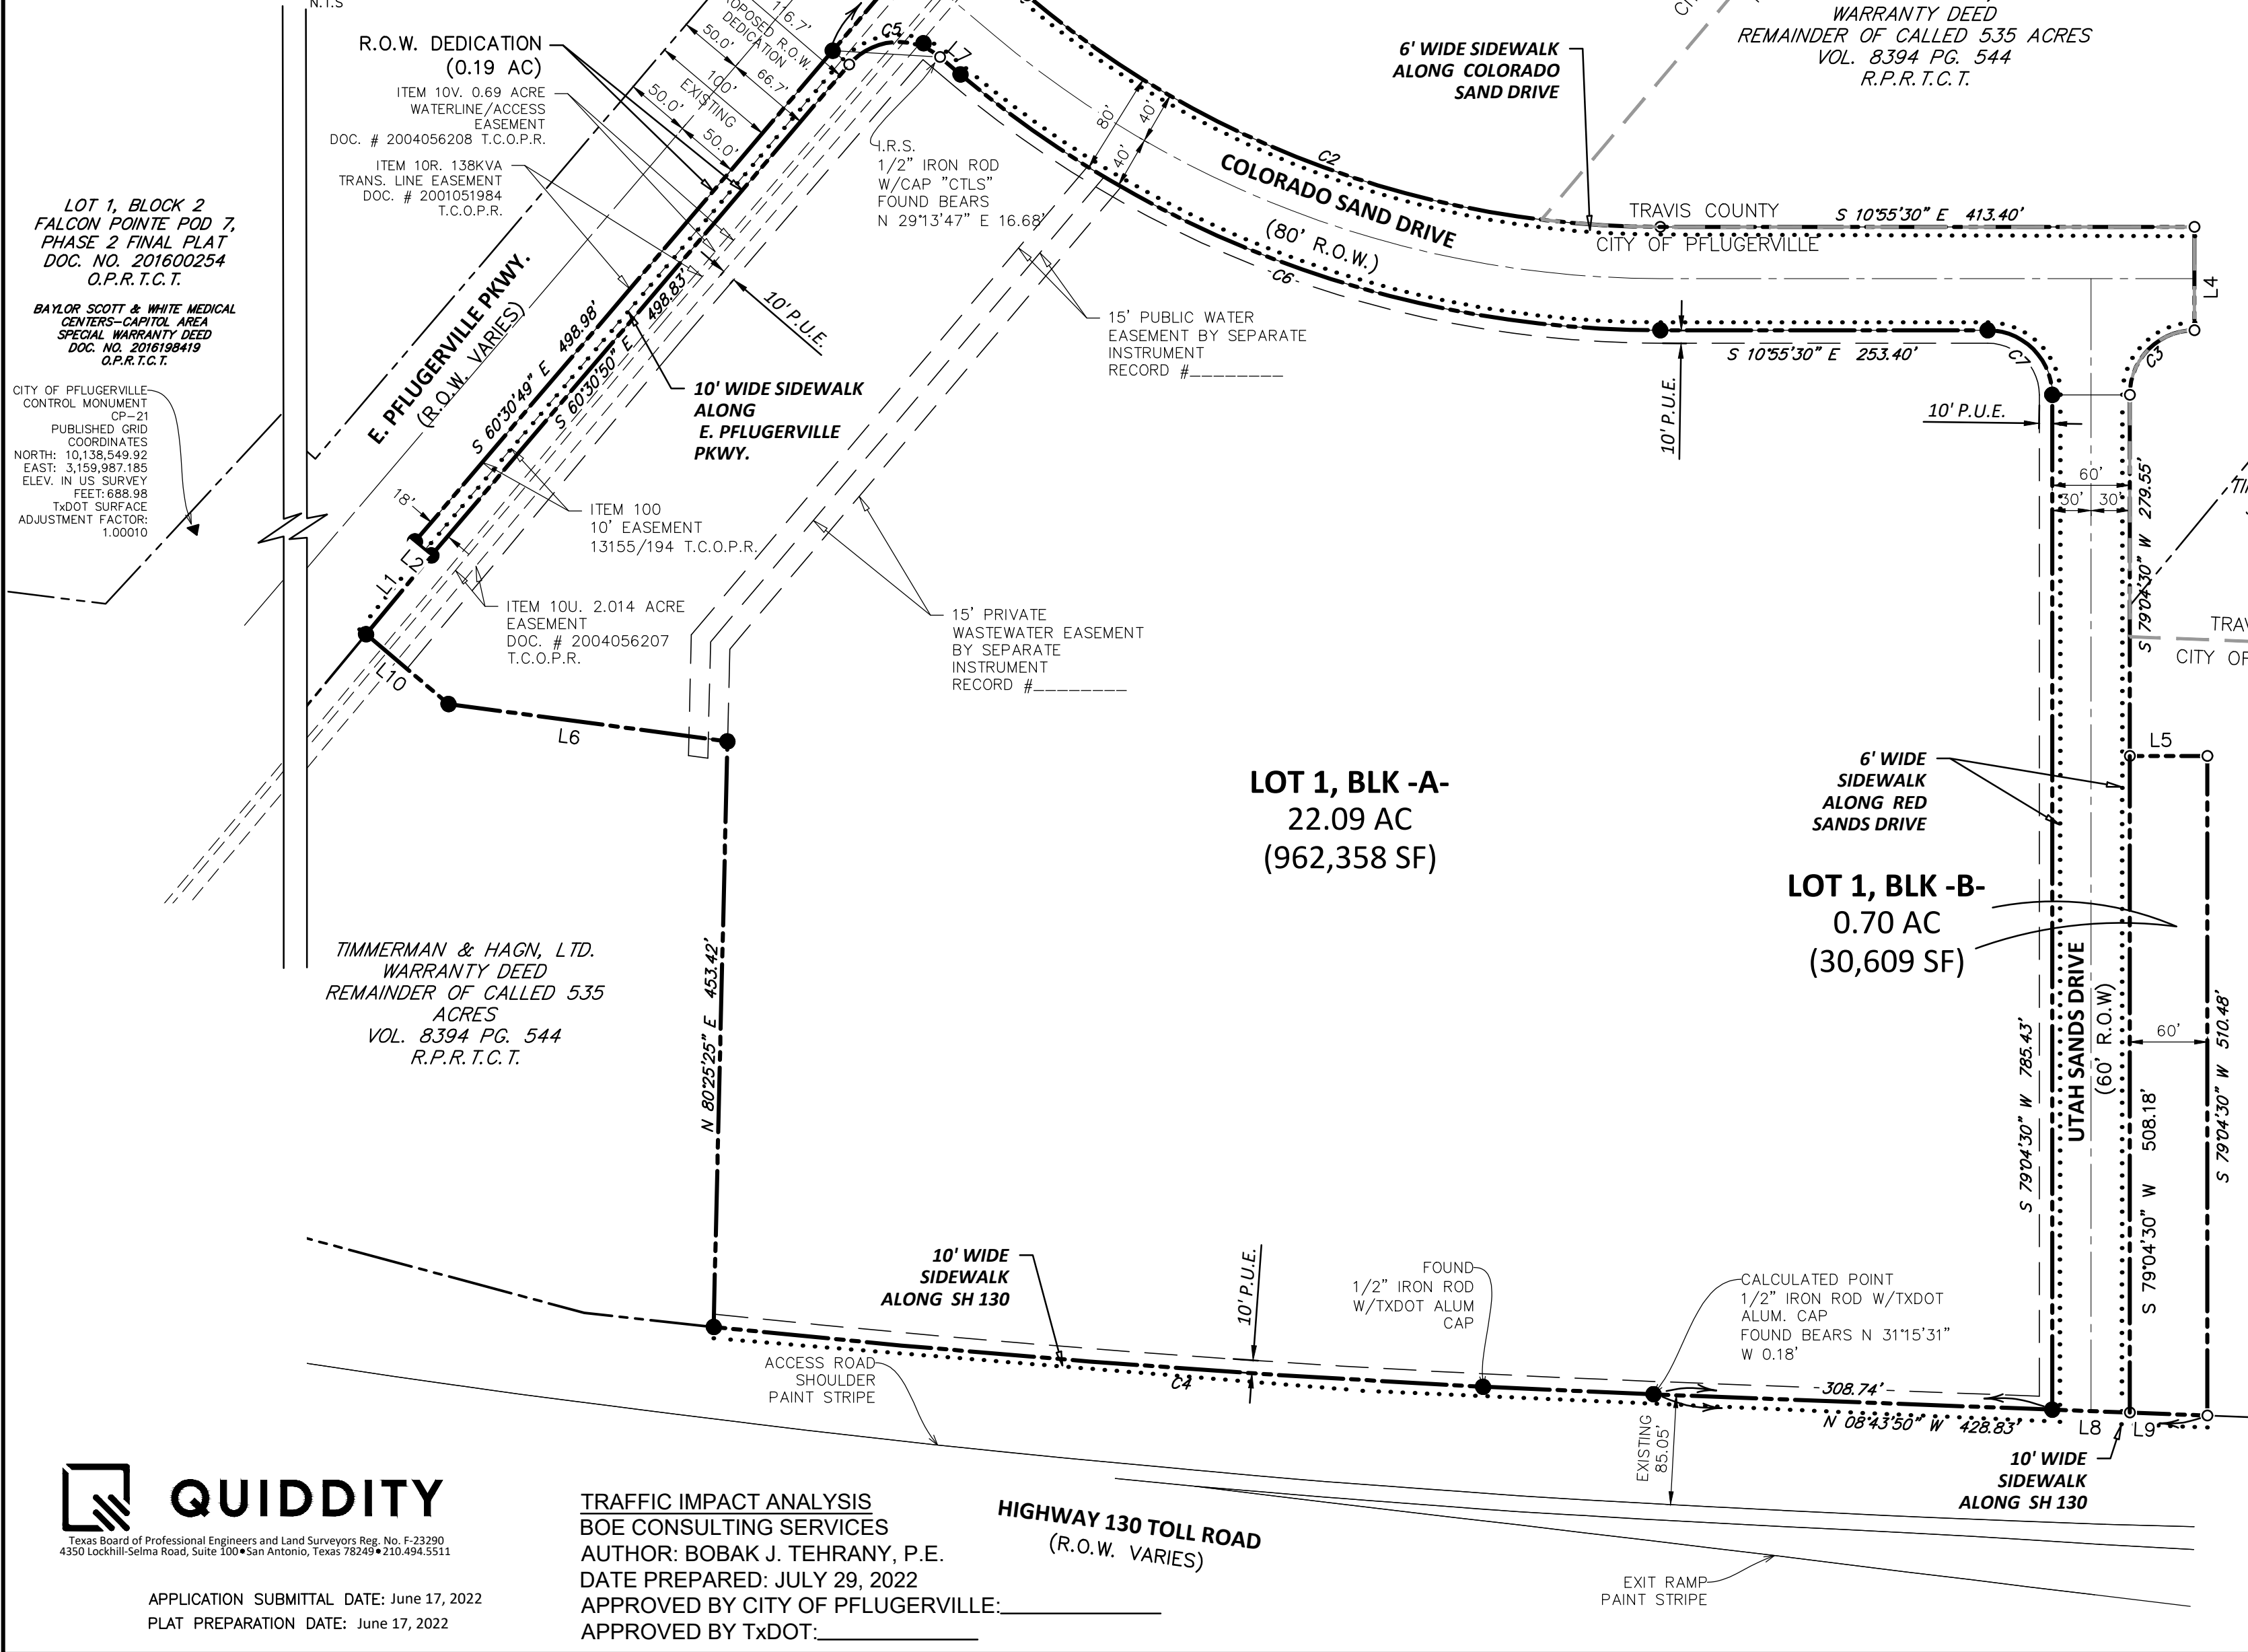 N.T.S
R.O.W. DEDICATION
(0.19 AC)
ITEM 10V. 0.69 ACRE
WATERLINE/ACCESS
EASEMENT
DOC. # 2004056208 T.C.O.P.R.
ITEM 10R. 138KVA
TRANS. LINE EASEMENT
DOC. # 2001051984
T.C.O.P.R.
LOT 1, BLOCK 2
FALCON POINTE POD 7,
PHASE 2 FINAL PLAT
DOC. NO. 201600254
O.P.R.T.C.T.
BAYLOR SCOTT & WHITE MEDICAL
CENTERS-CAPITOL AREA
SPECIAL WARRANTY DEED
DOC. NO. 2016198419
O.P.R.T.C.T.
CITY OF PFLUGERVILLE
CONTROL MONUMENT
CP-21
PUBLISHED GRID
COORDINATES
NORTH: 10,138,549.92
EAST: 3,159,987.185
ELEV. IN US SURVEY
FEET: 688.98
TxDOT SURFACE
ADJUSTMENT FACTOR:
1.00010
116.7'
R.O.W.
DEDICATION
50.0'
66.7'
100'
EXISTING
50.0'
50.0'
C5
L7
I.R.S.
1/2" IRON ROD
W/CAP "CTLS"
FOUND BEARS
N 29°13'47" E 16.68'
E. PFLUGERVILLE PKWY.
(R.O.W. VARIES)
S 60°30'49" E 498.98'
S 60°30'50" E 498.83'
10' P.U.E.
10' WIDE SIDEWALK
ALONG
E. PFLUGERVILLE
PKWY.
18'
L1
L2
L10
L6
ITEM 100
10' EASEMENT
13155/194 T.C.O.P.R.
ITEM 10U. 2.014 ACRE
EASEMENT
DOC. # 2004056207
T.C.O.P.R.
15' PRIVATE
WASTEWATER EASEMENT
BY SEPARATE
INSTRUMENT
RECORD #________
15' PUBLIC WATER
EASEMENT BY SEPARATE
INSTRUMENT
RECORD #________
80'
40'
40'
C2
COLORADO SAND DRIVE
(80' R.O.W.)
C6
6' WIDE SIDEWALK
ALONG COLORADO
SAND DRIVE
WARRANTY DEED
REMAINDER OF CALLED 535 ACRES
VOL. 8394 PG. 544
R.P.R.T.C.T.
TRAVIS COUNTY
CITY OF PFLUGERVILLE
S 10°55'30" E 413.40'
L4
C3
S 10°55'30" E 253.40'
C7
10' P.U.E.
10' P.U.E.
60'
30' 30'
S 79°04'30" W 279.55'
CITY OF
L5
6' WIDE
SIDEWALK
ALONG RED
SANDS DRIVE
LOT 1, BLK -A-
22.09 AC
(962,358 SF)
LOT 1, BLK -B-
0.70 AC
(30,609 SF)
UTAH SANDS DRIVE
(60' R.O.W)
60'
S 79°04'30" W 785.43'
S 79°04'30" W 508.18'
S 79°04'30" W 510.48'
TIMMERMAN & HAGN, LTD.
WARRANTY DEED
REMAINDER OF CALLED 535
ACRES
VOL. 8394 PG. 544
R.P.R.T.C.T.
N 80°25'25" E 453.42'
10' WIDE
SIDEWALK
ALONG SH 130
10' P.U.E.
FOUND
1/2" IRON ROD
W/TXDOT ALUM
CAP
CALCULATED POINT
1/2" IRON ROD W/TXDOT
ALUM. CAP
FOUND BEARS N 31°15'31"
W 0.18'
ACCESS ROAD
SHOULDER
PAINT STRIPE
C4
308.74'
N 08°43'50" W 428.83'
L8
L9
EXISTING
85.05'
10' WIDE
SIDEWALK
ALONG SH 130
HIGHWAY 130 TOLL ROAD
(R.O.W. VARIES)
EXIT RAMP
PAINT STRIPE
QUIDDITY
Texas Board of Professional Engineers and Land Surveyors Reg. No. F-23290
4350 Lockhill-Selma Road, Suite 100●San Antonio, Texas 78249●210.494.5511
APPLICATION SUBMITTAL DATE: June 17, 2022
PLAT PREPARATION DATE: June 17, 2022
TRAFFIC IMPACT ANALYSIS
BOE CONSULTING SERVICES
AUTHOR: BOBAK J. TEHRANY, P.E.
DATE PREPARED: JULY 29, 2022
APPROVED BY CITY OF PFLUGERVILLE:____________
APPROVED BY TxDOT:____________